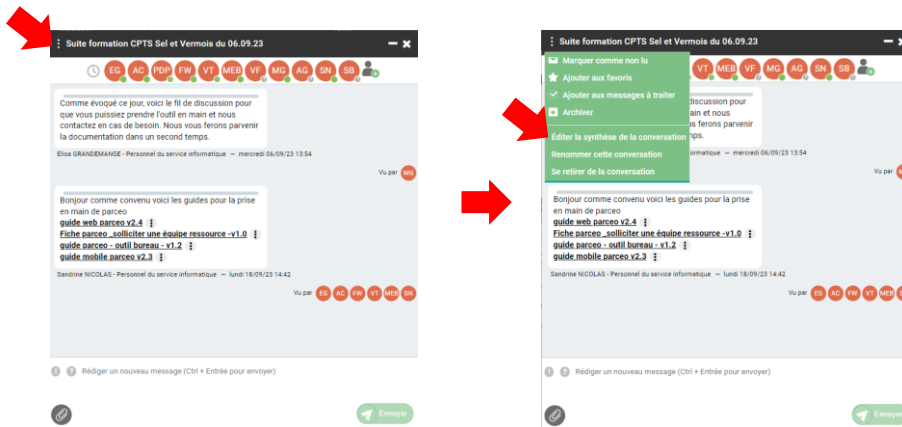 Suite formation CPTS Sel et Vermois du 06.09.23
EG AC PDP FW VT MEB VF MG AG SN SB
Comme évoqué ce jour, voici le fil de discussion pour
que vous puissiez prendre l'outil en main et nous
contactez en cas de besoin. Nous vous ferons parvenir
la documentation dans un second temps.
Elisa GRANDEMANGE - Personnel du service informatique — mercredi 06/09/23 13:54
Vu par MG
Bonjour comme convenu voici les guides pour la prise
en main de parceo
guide web parceo v2.4
Fiche parceo _solliciter une équipe ressource -v1.0
guide parceo - outil bureau - v1.2
guide mobile parceo v2.3
Sandrine NICOLAS - Personnel du service informatique — lundi 18/09/23 14:42
Vu par EG AC FW VT MEB SN
Rédiger un nouveau message (Ctrl + Entrée pour envoyer)
Envoyer
Suite formation CPTS Sel et Vermois du 06.09.23
Marquer comme non lu
Ajouter aux favoris
Ajouter aux messages à traiter
Archiver
Éditer la synthèse de la conversation
Renommer cette conversation
Se retirer de la conversation
VT MEB VF MG AG SN SB
discussion pour
ain et nous
us ferons parvenir
mps.
ormatique — mercredi 06/09/23 13:54
Vu par
Bonjour comme convenu voici les guides pour la prise
en main de parceo
guide web parceo v2.4
Fiche parceo _solliciter une équipe ressource -v1.0
guide parceo - outil bureau - v1.2
guide mobile parceo v2.3
Sandrine NICOLAS - Personnel du service informatique — lundi 18/09/23 14:42
Vu par EG AC FW VT MEB
Rédiger un nouveau message (Ctrl + Entrée pour envoyer)
Envoyer